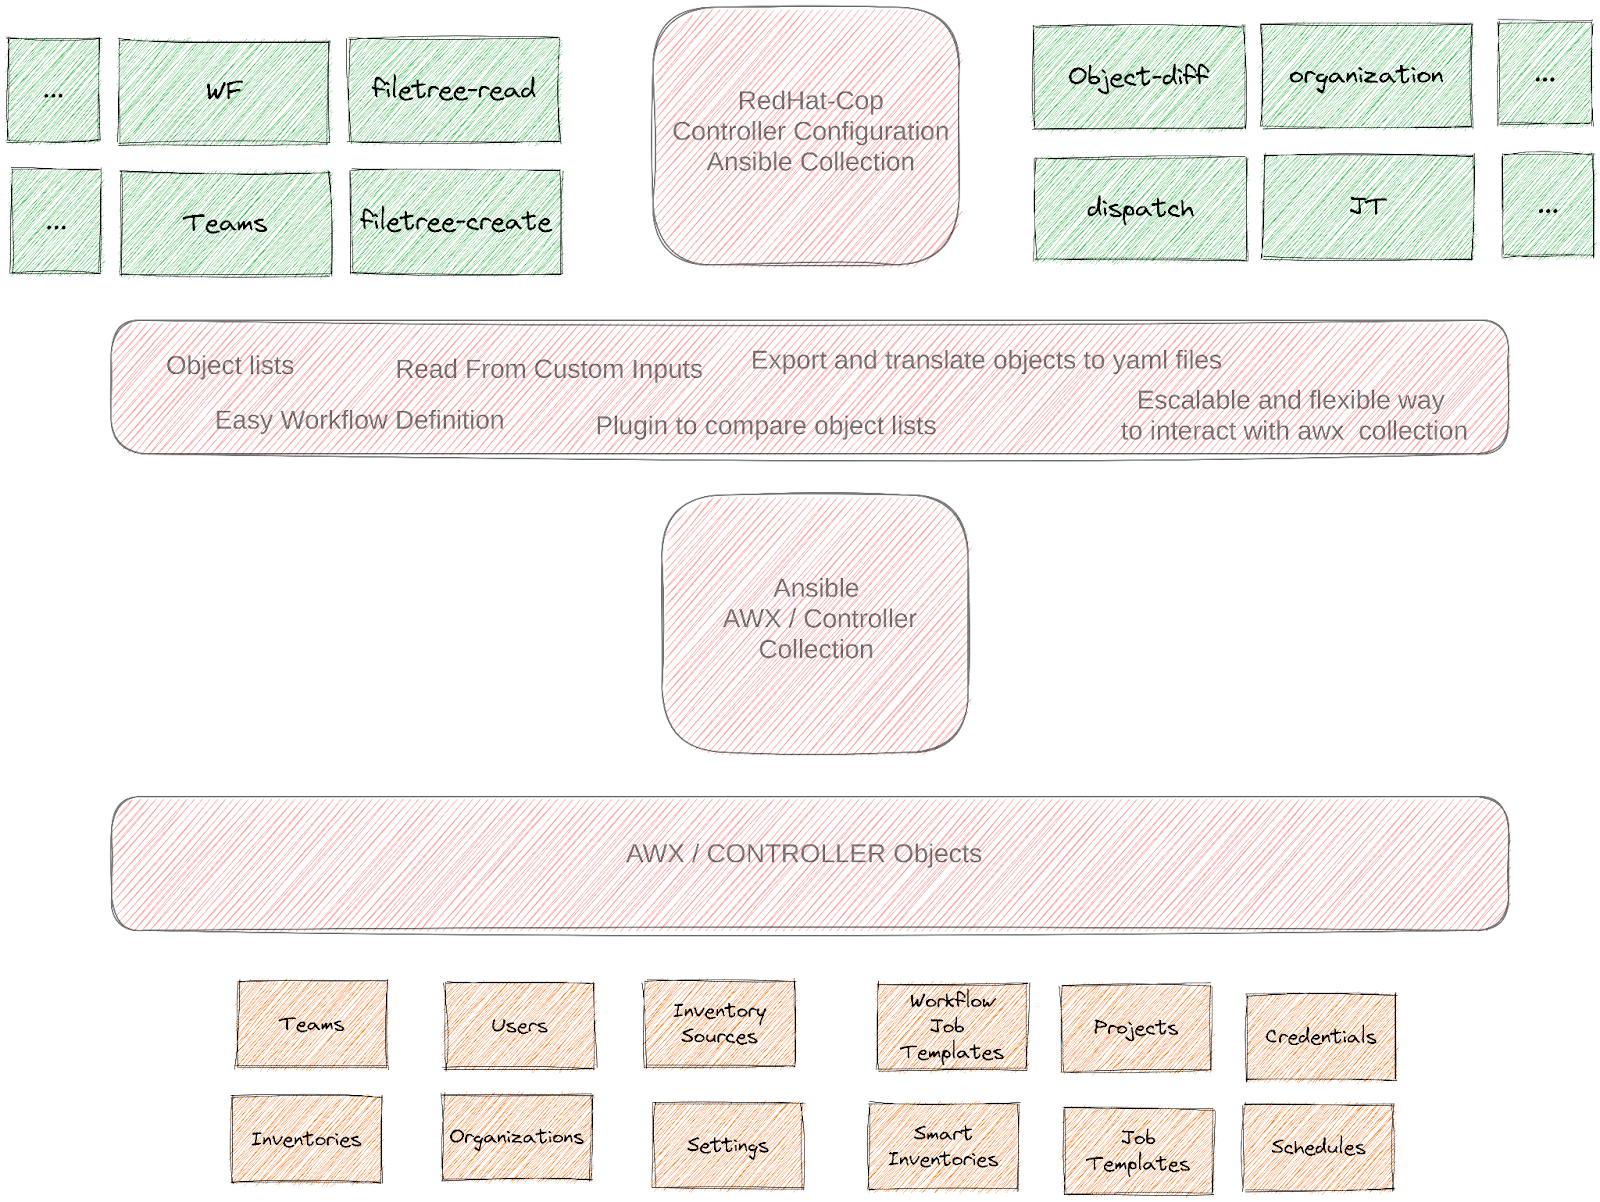 ...
WF
filetree-read
RedHat-Cop
Controller Configuration
Ansible Collection
Object-diff
organization
...
...
Teams
filetree-create
dispatch
JT
...
Object lists
Read From Custom Inputs
Export and translate objects to yaml files
Easy Workflow Definition
Plugin to compare object lists
Escalable and flexible way
to interact with awx  collection
Ansible
AWX / Controller
Collection
AWX / CONTROLLER Objects
Teams
Users
Inventory
Sources
Workflow
Job
Templates
Projects
Credentials
Inventories
Organizations
Settings
Smart
Inventories
Job
Templates
Schedules